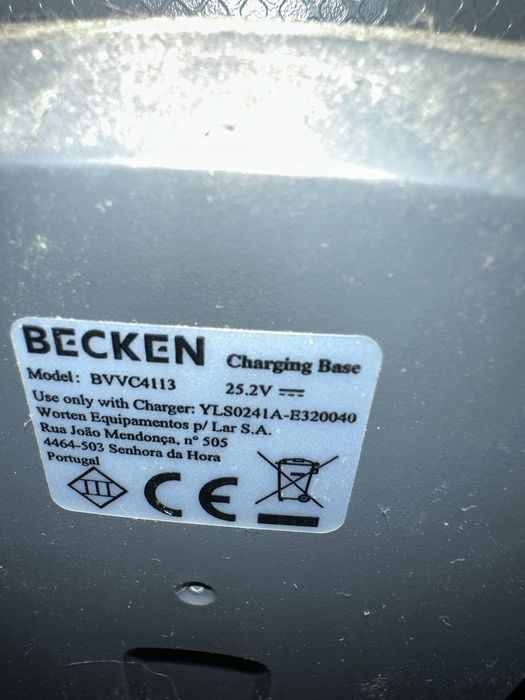 BECKEN Charging Base
Model: BVVC4113 25.2V ⎓
Use only with Charger: YLS0241A-E320040
Worten Equipamentos p/ Lar S.A.
Rua João Mendonça, nº 505
4464-503 Senhora da Hora
Portugal
III CE